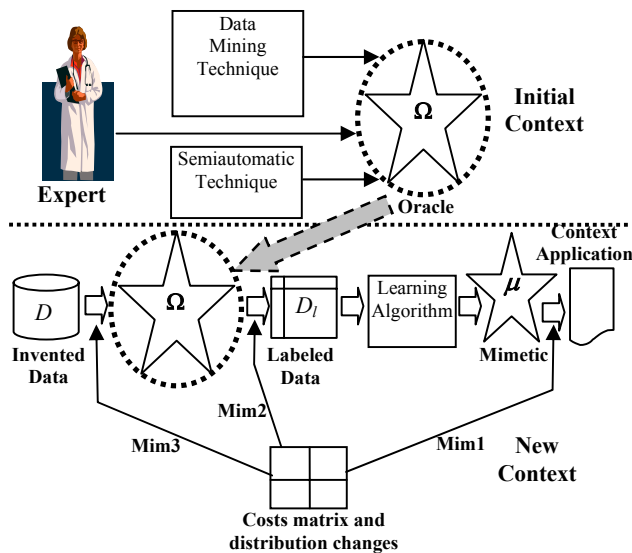 Data
Mining
Technique
Ω
Initial
Context
Semiautomatic
Technique
Expert
Oracle
Context
Application
D
Ω
D_l
Learning
Algorithm
μ
Invented
Data
Labeled
Data
Mimetic
Mim3
Mim2
Mim1
New
Context
Costs matrix and
distribution changes